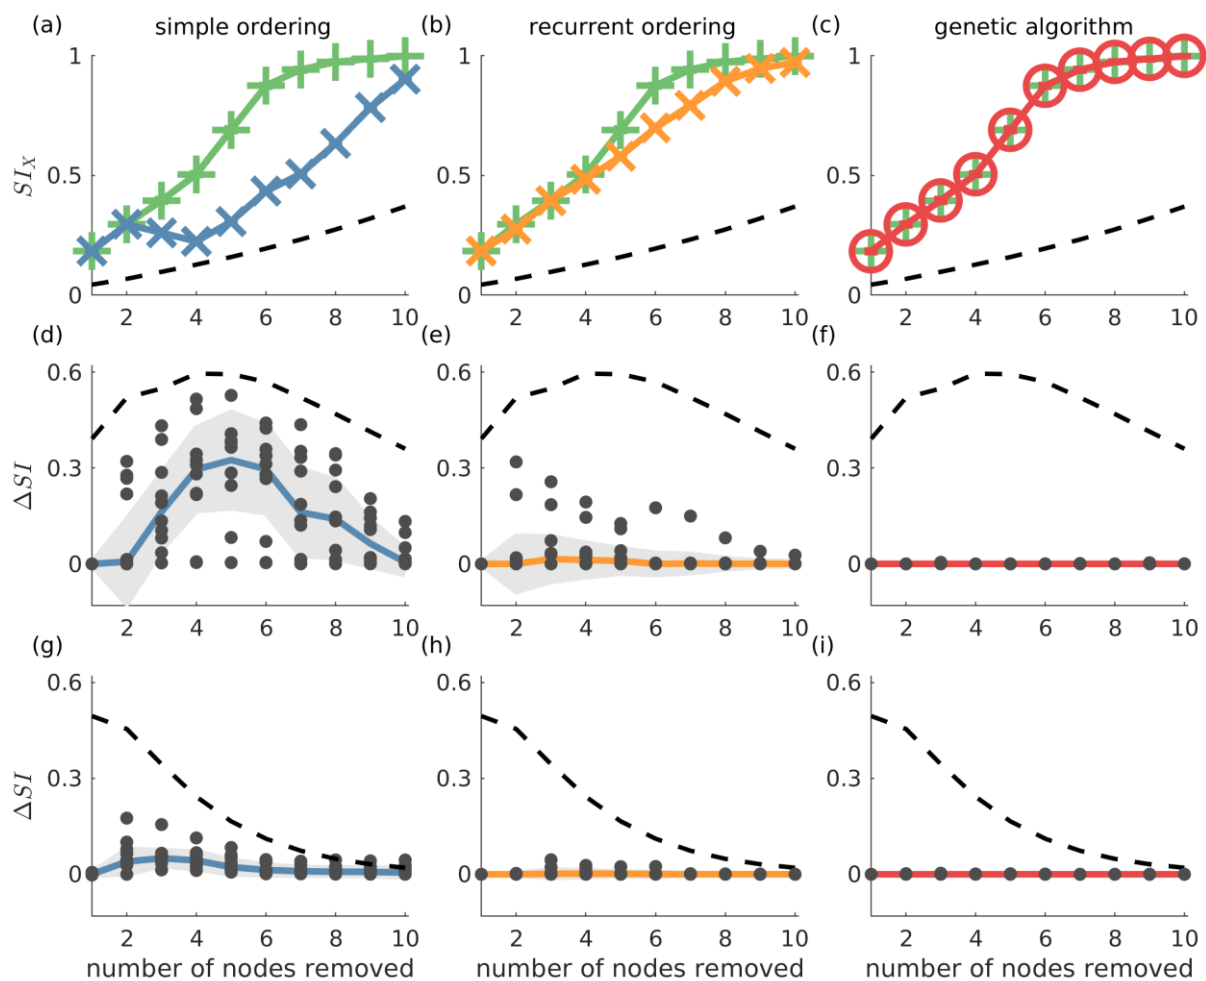 (a) simple ordering (b) recurrent ordering (c) genetic algorithm
1 1 1
0.5 0.5 0.5
SI_X
0 0 0
2 4 6 8 10 2 4 6 8 10 2 4 6 8 10
(d) (e) (f)
0.6 0.6 0.6
0.3 0.3 0.3
ΔSI
0 0 0
2 4 6 8 10 2 4 6 8 10 2 4 6 8 10
(g) (h) (i)
0.6 0.6 0.6
0.3 0.3 0.3
ΔSI
0 0 0
2 4 6 8 10 2 4 6 8 10 2 4 6 8 10
number of nodes removed number of nodes removed number of nodes removed